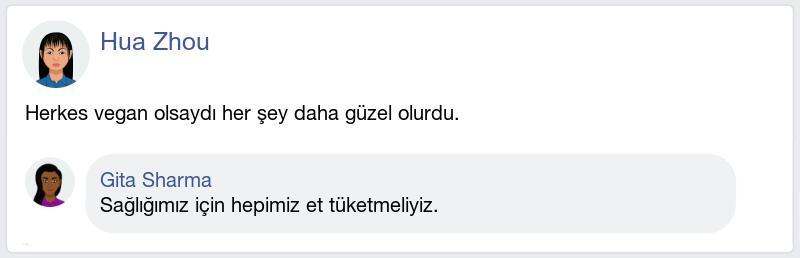 Hua Zhou
Herkes vegan olsaydı her şey daha güzel olurdu.
Gita Sharma
Sağlığımız için hepimiz et tüketmeliyiz.